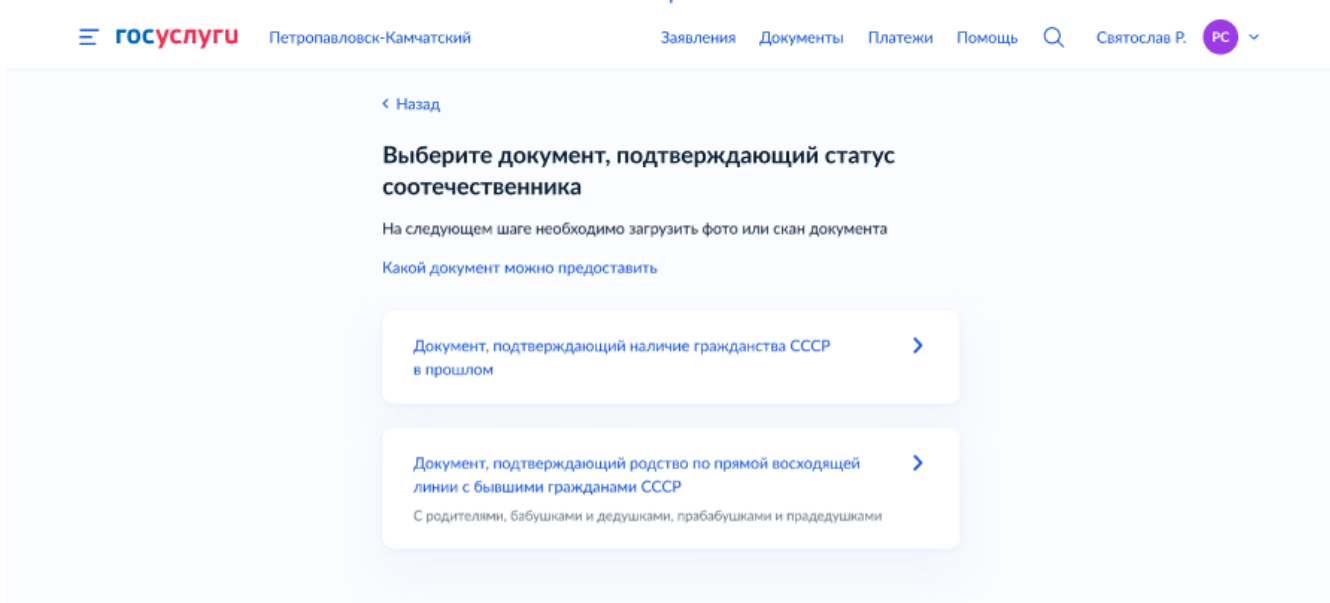 госуслуги Петропавловск-Камчатский Заявления Документы Платежи Помощь Святослав Р. РС
Назад
Выберите документ, подтверждающий статус
соотечественника
На следующем шаге необходимо загрузить фото или скан документа
Какой документ можно предоставить
Документ, подтверждающий наличие гражданства СССР
в прошлом
Документ, подтверждающий родство по прямой восходящей
линии с бывшими гражданами СССР
С родителями, бабушками и дедушками, прабабушками и прадедушками